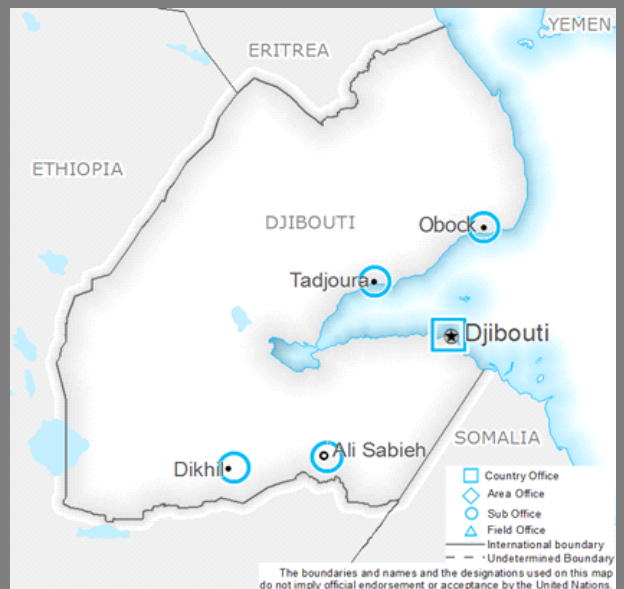 YEMEN
ERITREA
ETHIOPIA
DJIBOUTI
Obock
Tadjoura
Djibouti
SOMALIA
Ali Sabieh
Dikhil
Country Office
Area Office
Sub Office
Field Office
International boundary
Undetermined Boundary
The boundaries and names and the designations used on this map
do not imply official endorsement or acceptance by the United Nations.